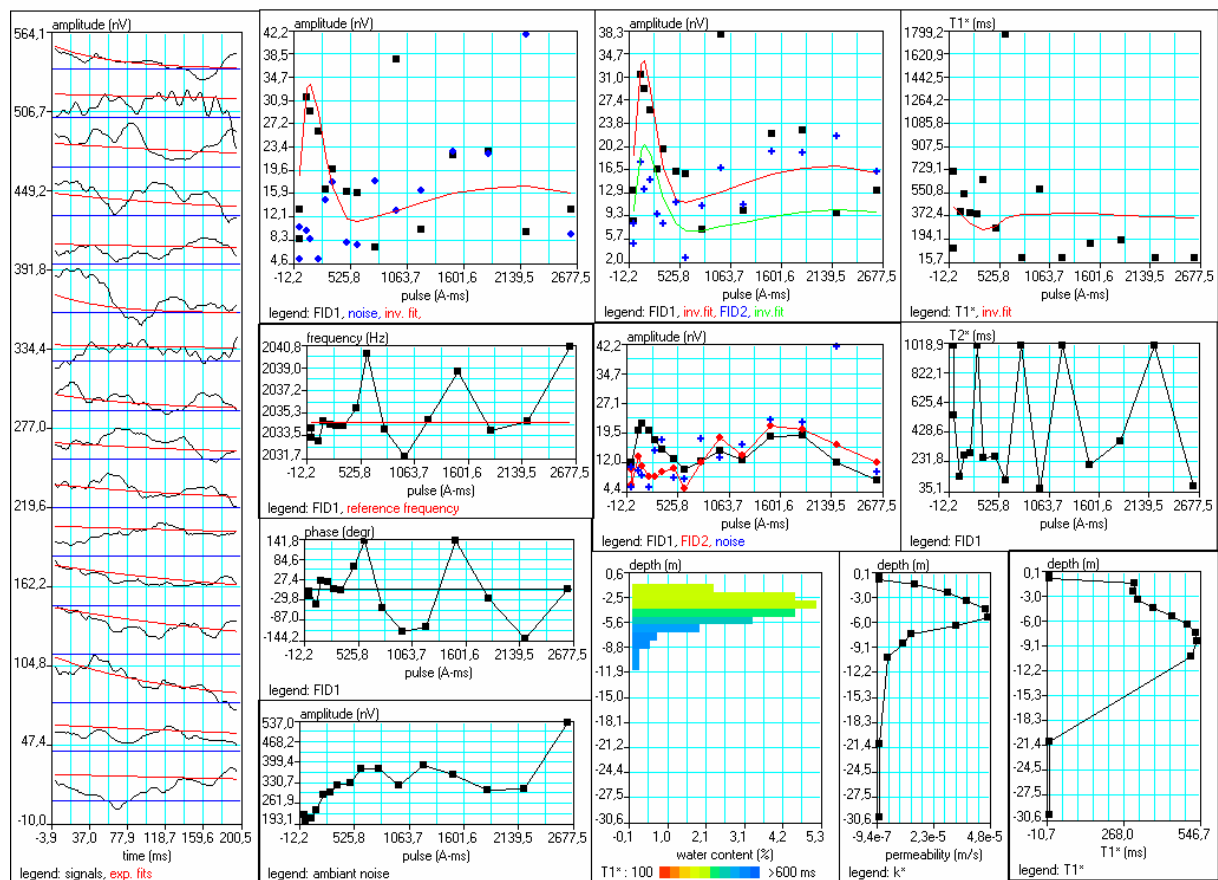 amplitude (nV)
564,1
506,7
449,2
391,8
334,4
277,0
219,6
162,2
104,8
47,4
-10,0
-3,9 37,0 77,9 118,7 159,6 200,5
time (ms)
legend: signals, exp. fits
amplitude (nV)
42,2
38,5
34,7
30,9
27,2
23,4
19,6
15,9
12,1
8,3
4,6
-12,2 525,8 1063,7 1601,6 2139,5 2677,5
pulse (A-ms)
legend: FID1, noise, inv. fit,
amplitude (nV)
38,3
34,7
31,0
27,4
23,8
20,2
16,5
12,9
9,3
5,7
2,0
-12,2 525,8 1063,7 1601,6 2139,5 2677,5
pulse (A-ms)
legend: FID1, inv.fit, FID2, inv.fit
T1* (ms)
1799,2
1620,9
1442,5
1264,2
1085,8
907,5
729,1
550,8
372,4
194,1
15,7
-12,2 525,8 1063,7 1601,6 2139,5 2677,5
pulse (A-ms)
legend: T1*, inv.fit
frequency (Hz)
2040,8
2039,0
2037,2
2035,3
2033,5
2031,7
-12,2 525,8 1063,7 1601,6 2139,5 2677,5
pulse (A-ms)
legend: FID1, reference frequency
amplitude (nV)
42,2
34,7
27,1
19,5
12,0
4,4
-12,2 525,8 1063,7 1601,6 2139,5 2677,5
pulse (A-ms)
legend: FID1, FID2, noise
T2* (ms)
1018,9
822,1
625,4
428,6
231,8
35,1
-12,2 525,8 1063,7 1601,6 2139,5 2677,5
pulse (A-ms)
legend: FID1
phase (degr)
141,8
84,6
27,4
-29,8
-87,0
-144,2
-12,2 525,8 1063,7 1601,6 2139,5 2677,5
pulse (A-ms)
legend: FID1
amplitude (nV)
537,0
468,2
399,4
330,7
261,9
193,1
-12,2 525,8 1063,7 1601,6 2139,5 2677,5
pulse (A-ms)
legend: ambiant noise
depth (m)
0,6
-2,5
-5,6
-8,8
-11,9
-15,0
-18,1
-21,2
-24,4
-27,5
-30,6
-0,1 1,0 2,1 3,1 4,2 5,3
water content (%)
T1* : 100 >600 ms
depth (m)
0,1
-3,0
-6,0
-9,1
-12,2
-15,3
-18,3
-21,4
-24,5
-27,5
-30,6
-9,4e-7 2,3e-5 4,8e-5
permeability (m/s)
legend: k*
depth (m)
0,1
-3,0
-6,0
-9,1
-12,2
-15,3
-18,3
-21,4
-24,5
-27,5
-30,6
-10,7 268,0 546,7
T1* (ms)
legend: T1*